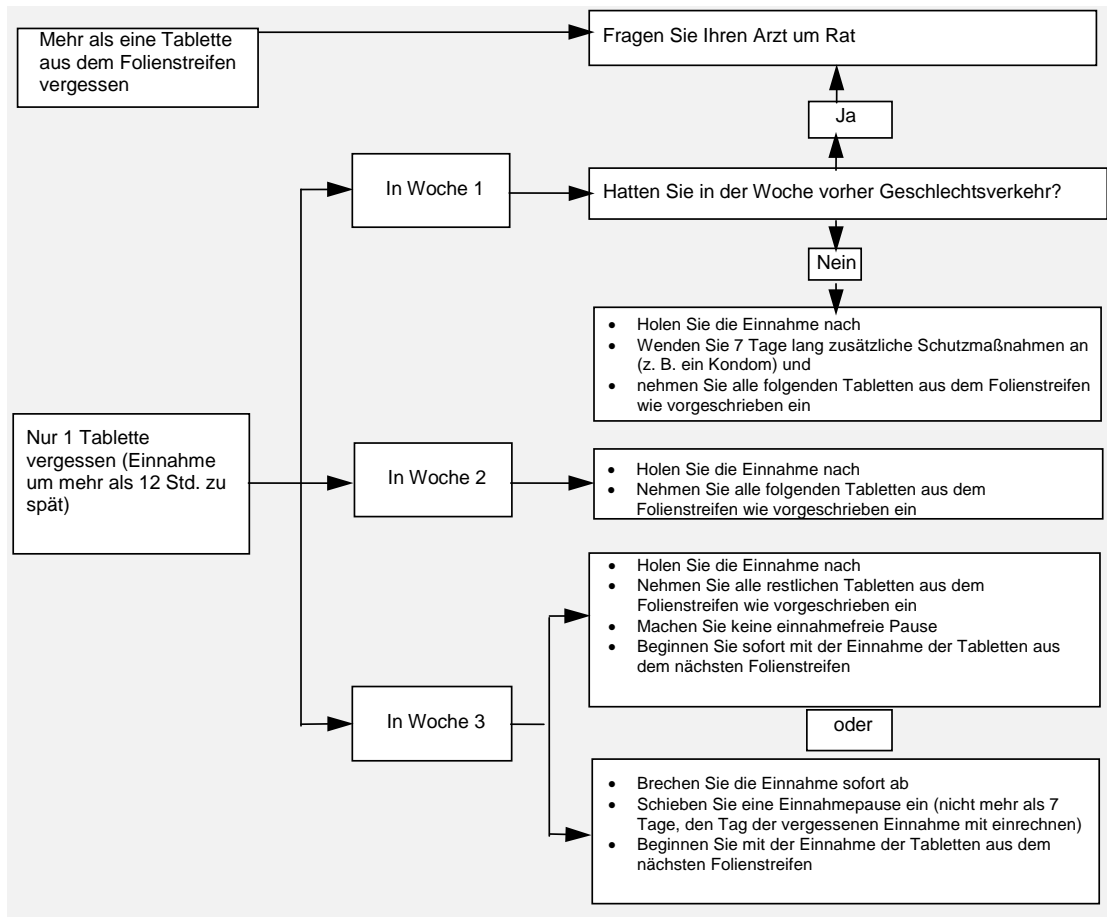 Mehr als eine Tablette
aus dem Folienstreifen
vergessen
Fragen Sie Ihren Arzt um Rat
Ja
In Woche 1
Hatten Sie in der Woche vorher Geschlechtsverkehr?
Nein
• Holen Sie die Einnahme nach
• Wenden Sie 7 Tage lang zusätzliche Schutzmaßnahmen an
(z. B. ein Kondom) und
• nehmen Sie alle folgenden Tabletten aus dem Folienstreifen
wie vorgeschrieben ein
Nur 1 Tablette
vergessen (Einnahme
um mehr als 12 Std. zu
spät)
In Woche 2
• Holen Sie die Einnahme nach
• Nehmen Sie alle folgenden Tabletten aus dem
Folienstreifen wie vorgeschrieben ein
• Holen Sie die Einnahme nach
• Nehmen Sie alle restlichen Tabletten aus dem
Folienstreifen wie vorgeschrieben ein
• Machen Sie keine einnahmefreie Pause
• Beginnen Sie sofort mit der Einnahme der Tabletten aus
dem nächsten Folienstreifen
In Woche 3
oder
• Brechen Sie die Einnahme sofort ab
• Schieben Sie eine Einnahmepause ein (nicht mehr als 7
Tage, den Tag der vergessenen Einnahme mit einrechnen)
• Beginnen Sie mit der Einnahme der Tabletten aus dem
nächsten Folienstreifen